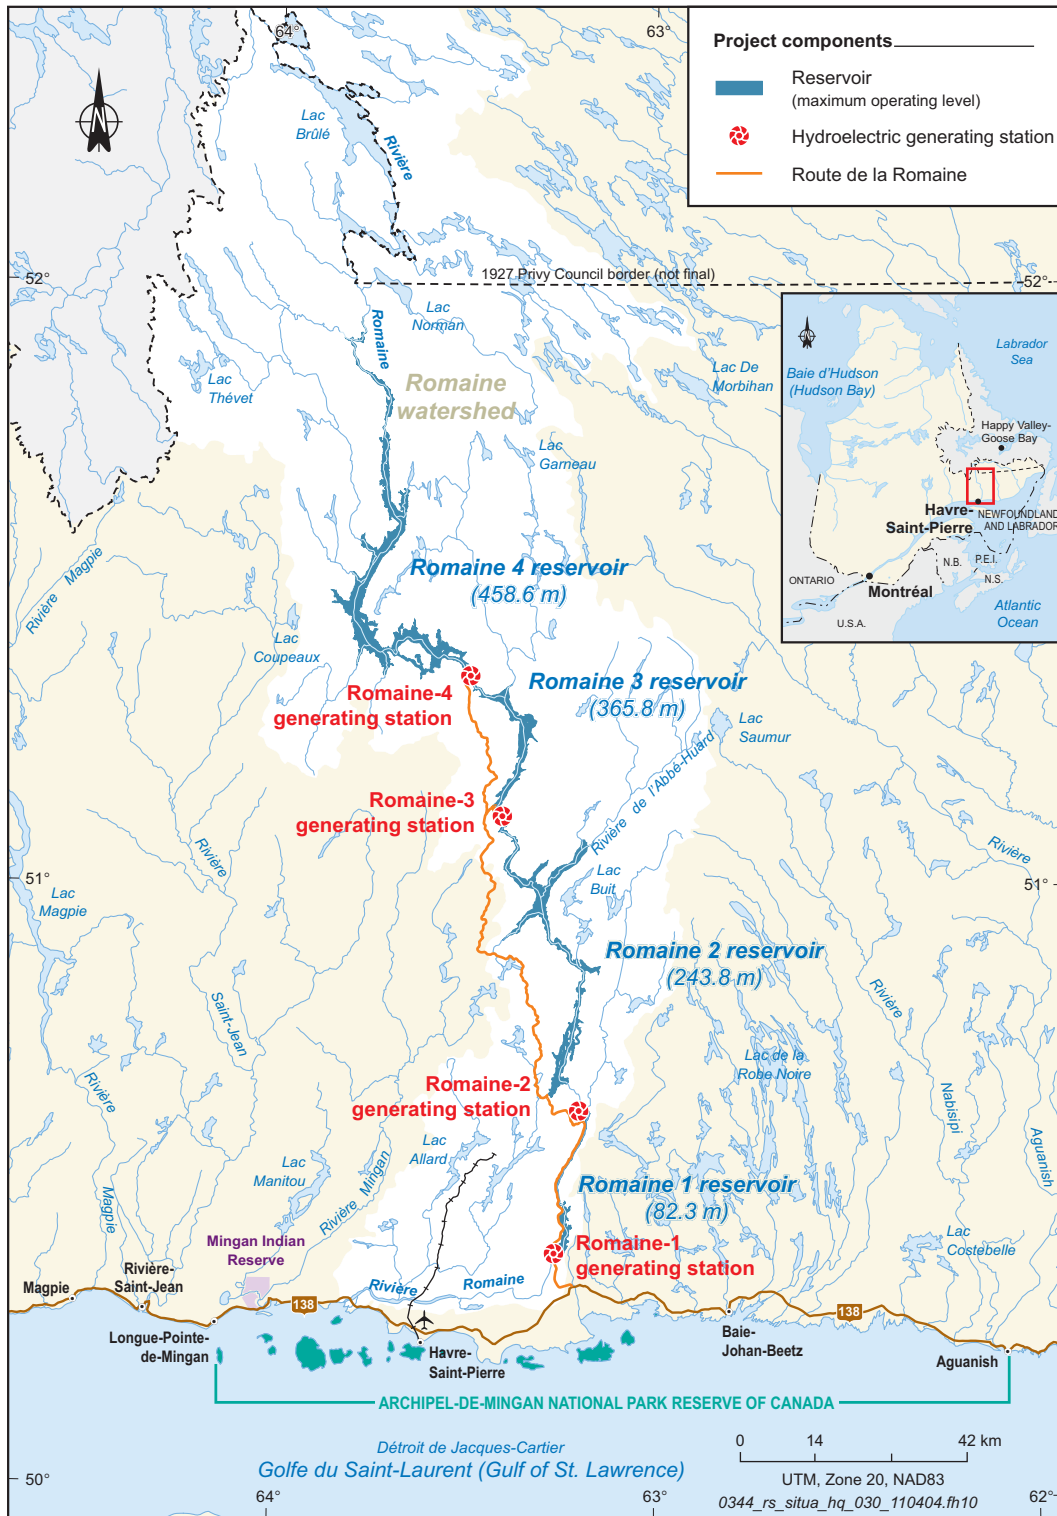 64°
63°
Project components
Reservoir
(maximum operating level)
Hydroelectric generating station
Route de la Romaine
Lac
Brûlé
Rivière
52°
1927 Privy Council border (not final)
52°
Lac
Norman
Romaine
Lac
Thévet
Romaine
watershed
Lac De
Morbihan
Lac
Garneau
Labrador
Sea
Baie d'Hudson
(Hudson Bay)
Happy Valley-
Goose Bay
Havre-
Saint-Pierre
NEWFOUNDLAND
AND LABRADOR
N.B.
P.E.I.
N.S.
ONTARIO
Montréal
U.S.A.
Atlantic
Ocean
Rivière Magpie
Romaine 4 reservoir
(458.6 m)
Lac
Coupeaux
Romaine-4
generating station
Romaine 3 reservoir
(365.8 m)
Lac
Saumur
Rivière de l'Abbé-Huard
Romaine-3
generating station
Rivière
Rivière
51°
51°
Lac
Magpie
Lac
Buit
Romaine 2 reservoir
(243.8 m)
Rivière
Saint-Jean
Lac de la
Robe Noire
Rivière
Romaine-2
generating station
Nabisipi
Aguanish
Lac
Allard
Lac
Manitou
Rivière Mingan
Romaine 1 reservoir
(82.3 m)
Magpie
Mingan Indian
Reserve
Romaine-1
generating station
Lac
Costebelle
Rivière-
Saint-Jean
Magpie
Rivière
Romaine
138
138
Longue-Pointe-
de-Mingan
Havre-
Saint-Pierre
Baie-
Johan-Beetz
Aguanish
ARCHIPEL-DE-MINGAN NATIONAL PARK RESERVE OF CANADA
Détroit de Jacques-Cartier
Golfe du Saint-Laurent (Gulf of St. Lawrence)
0 14 42 km
UTM, Zone 20, NAD83
0344_rs_situa_hq_030_110404.fh10
50°
64°
63°
62°